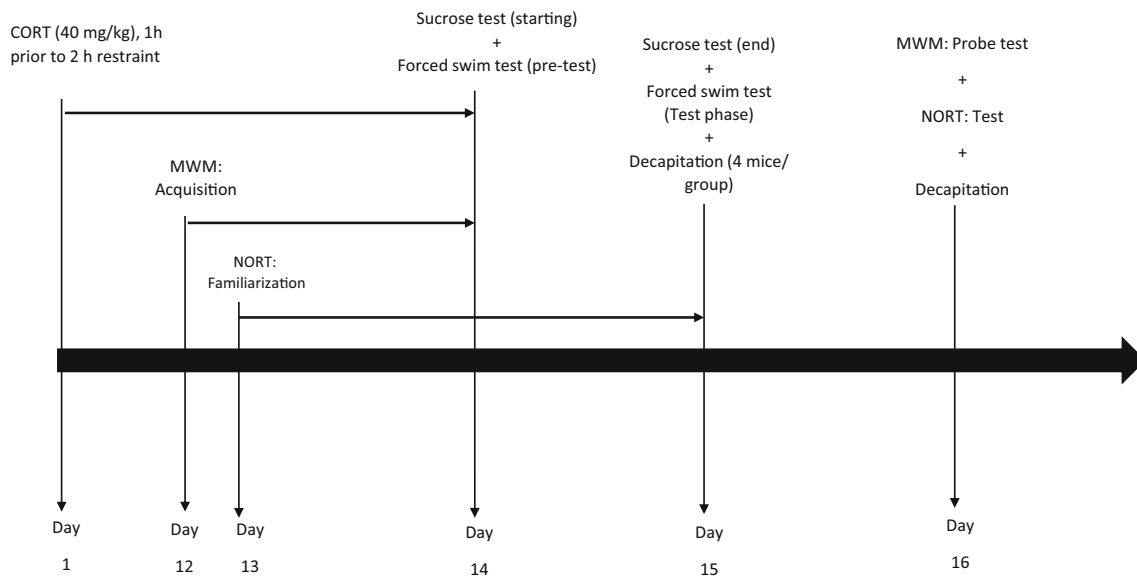 CORT (40 mg/kg), 1h
prior to 2 h restraint
Sucrose test (starting)
+
Forced swim test (pre-test)
Sucrose test (end)
+
Forced swim test
(Test phase)
+
Decapitation (4 mice/
group)
MWM: Probe test
+
NORT: Test
+
Decapitation
MWM:
Acquisition
NORT:
Familiarization
Day
1
Day
12
Day
13
Day
14
Day
15
Day
16